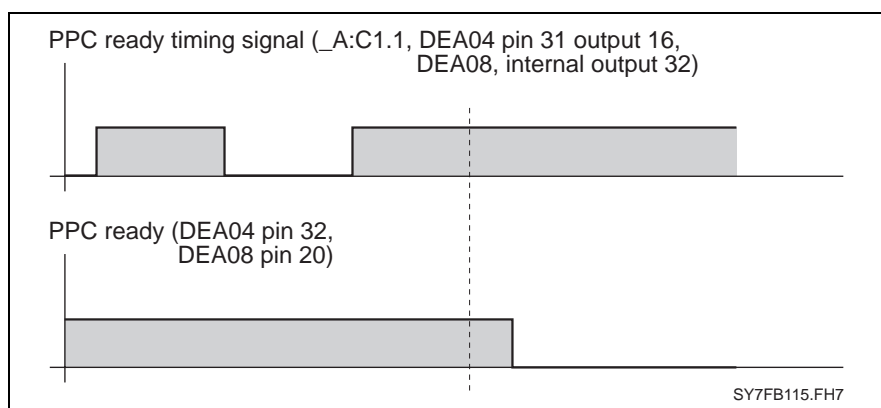 PPC ready timing signal (_A:C1.1, DEA04 pin 31 output 16,
DEA08, internal output 32)
PPC ready (DEA04 pin 32,
DEA08 pin 20)
SY7FB115.FH7